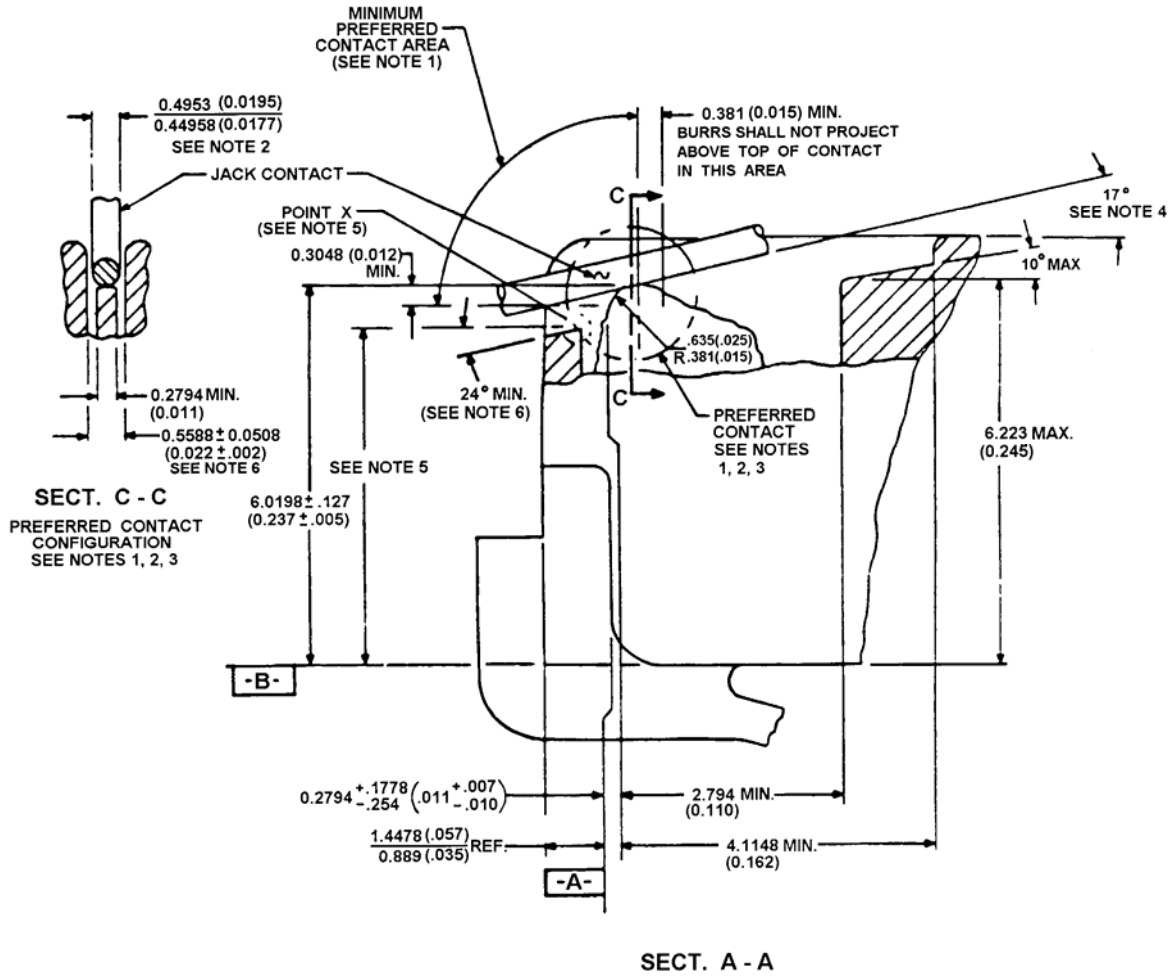 MINIMUM
PREFERRED
CONTACT AREA
(SEE NOTE 1)
0.4953 (0.0195)
0.44958 (0.0177)
SEE NOTE 2
JACK CONTACT
POINT X
(SEE NOTE 5)
0.3048 (0.012)
MIN.
0.381 (0.015) MIN.
BURRS SHALL NOT PROJECT
ABOVE TOP OF CONTACT
IN THIS AREA
C
17°
SEE NOTE 4
10° MAX
.635(.025)
R.381(.015)
24° MIN.
(SEE NOTE 6)
C
PREFERRED
CONTACT
SEE NOTES
1, 2, 3
0.2794 MIN.
(0.011)
0.5588 ± 0.0508
(0.022 ± .002)
SEE NOTE 6
SECT. C - C
PREFERRED CONTACT
CONFIGURATION
SEE NOTES 1, 2, 3
SEE NOTE 5
6.0198 ± .127
(0.237 ± .005)
6.223 MAX.
(0.245)
-B-
0.2794 +.1778 -.254 (.011 +.007 -.010)
2.794 MIN.
(0.110)
1.4478 (.057)
0.889 (.035) REF.
4.1148 MIN.
(0.162)
-A-
SECT. A - A